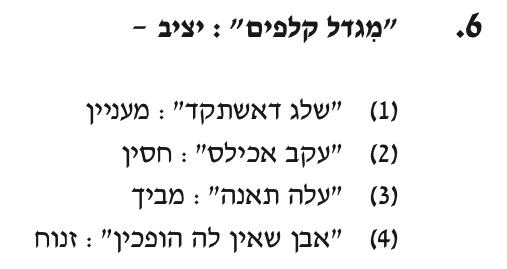 6. "מִגדל קלפים" : יציב –
(1) "שלג דאשתקד" : מעניין
(2) "עקב אכילס" : חסין
(3) "עלה תאנה" : מביך
(4) "אבן שאין לה הופכין" : זנוח